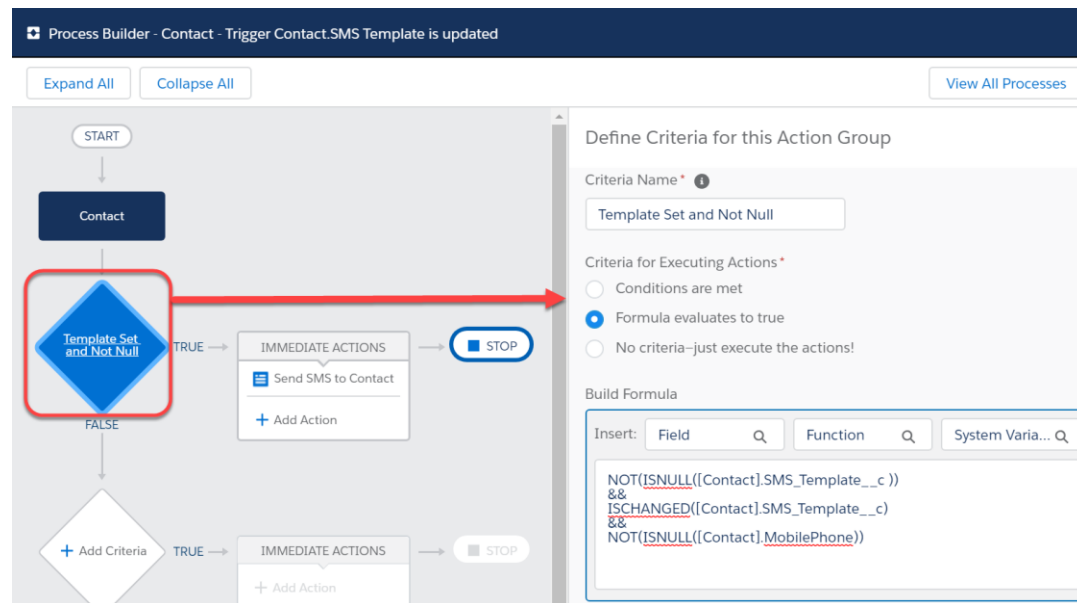 Process Builder - Contact - Trigger Contact.SMS Template is updated
Expand All
Collapse All
View All Processes
START
Contact
Template Set
and Not Null
TRUE
IMMEDIATE ACTIONS
STOP
Send SMS to Contact
+ Add Action
FALSE
+ Add Criteria
TRUE
IMMEDIATE ACTIONS
STOP
+ Add Action
Define Criteria for this Action Group
Criteria Name*
Template Set and Not Null
Criteria for Executing Actions*
Conditions are met
Formula evaluates to true
No criteria—just execute the actions!
Build Formula
Insert:
Field
Function
System Varia...
NOT(ISNULL([Contact].SMS_Template__c ))
&&
ISCHANGED([Contact].SMS_Template__c)
&&
NOT(ISNULL([Contact].MobilePhone))